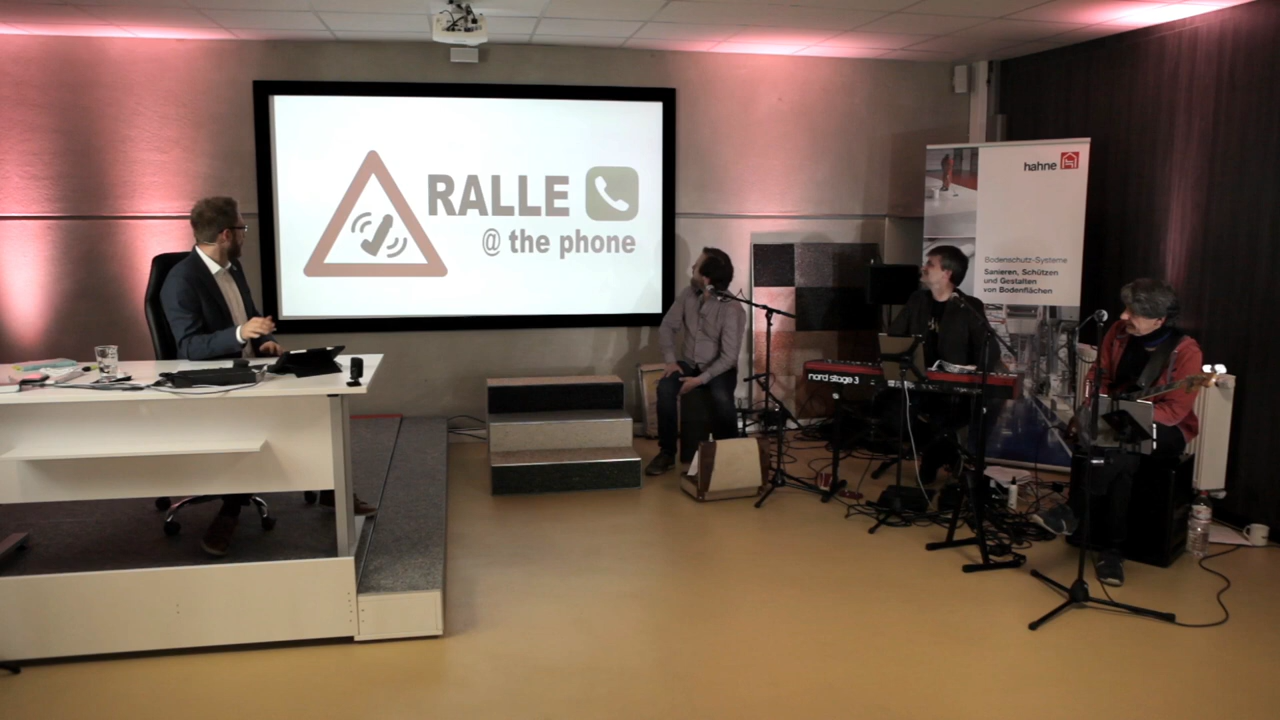 RALLE
@ the phone
hahne
Bodenschutz-Systeme
Sanieren, Schützen
und Gestalten
von Bodenflächen
nord stage 3